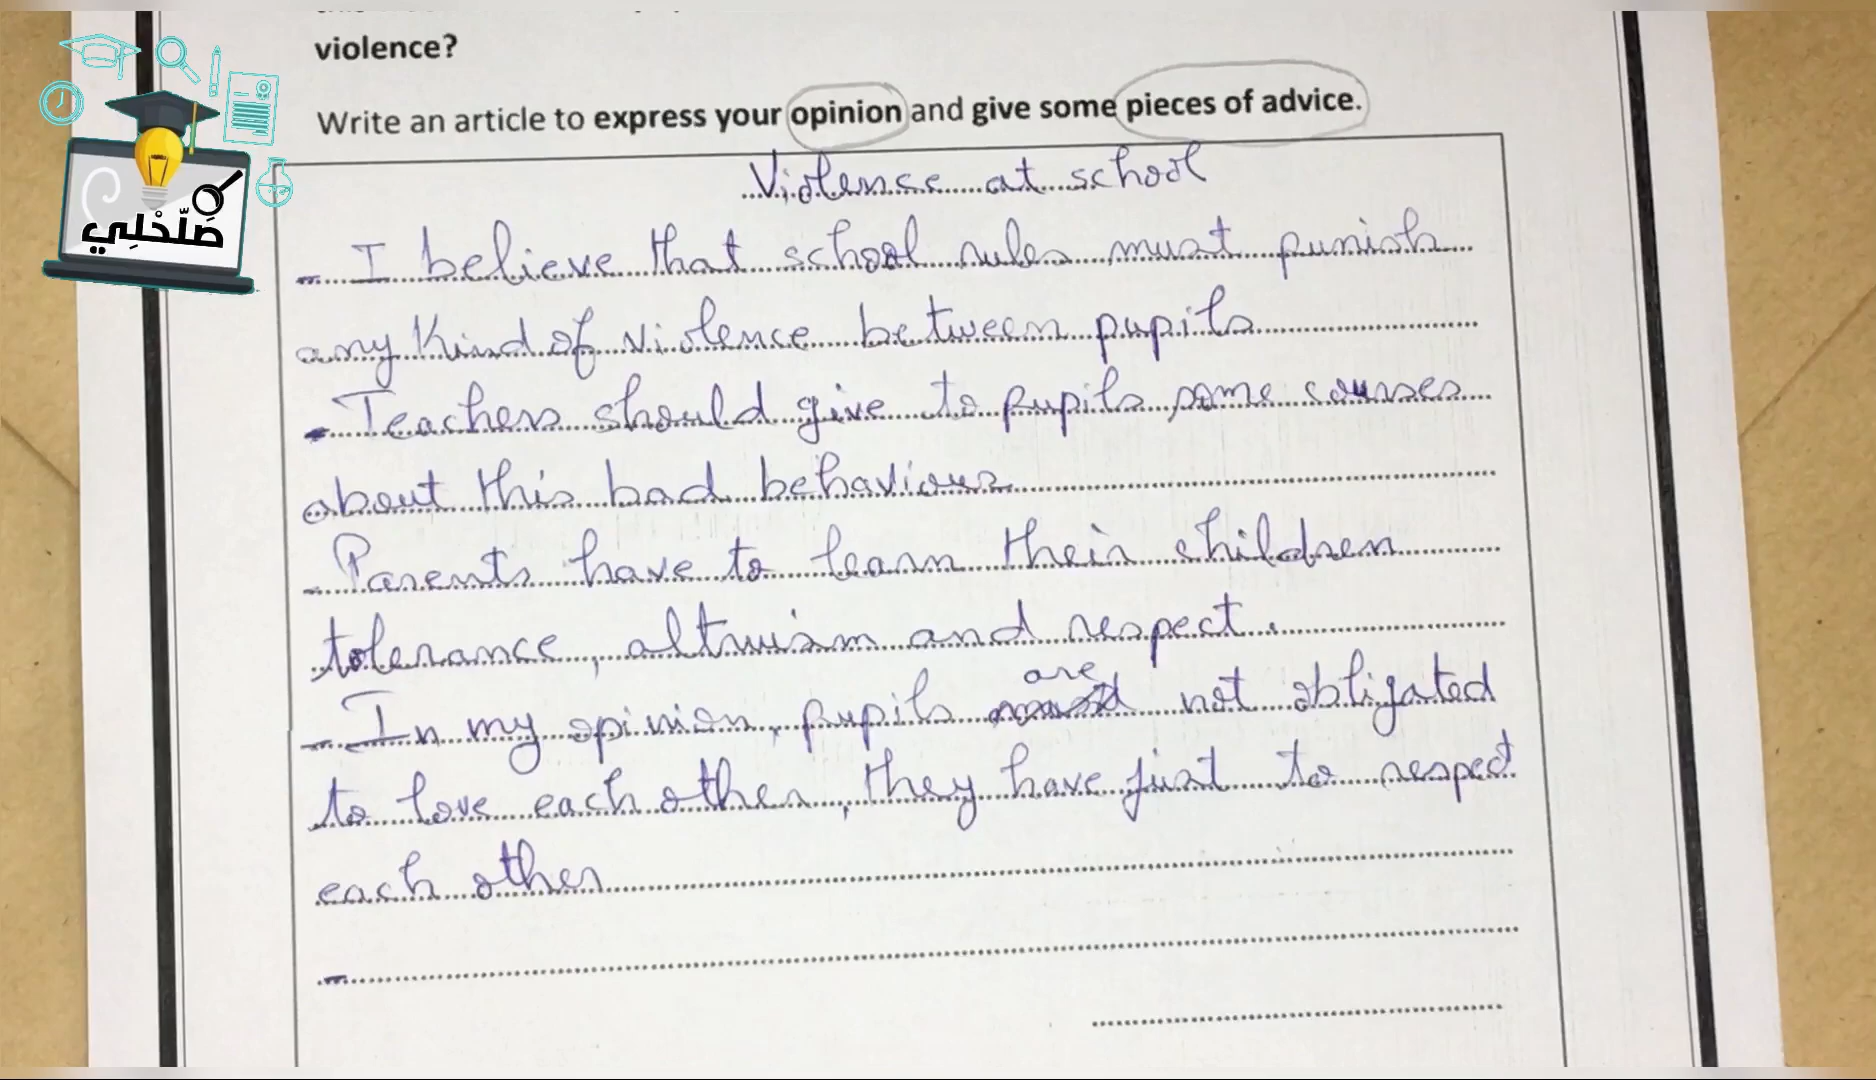 violence?
Write an article to express your opinion and give some pieces of advice.
Violence at school
صَلَّحْلِي
- I believe that school rules must punish
any kind of violence between pupils
- Teachers should give to pupils some courses
about this bad behaviour
- Parents have to learn their children
tolerance, altruism and respect.
are
- In my opinion, pupils not obligated
to love each other, they have just to respect
each other
-